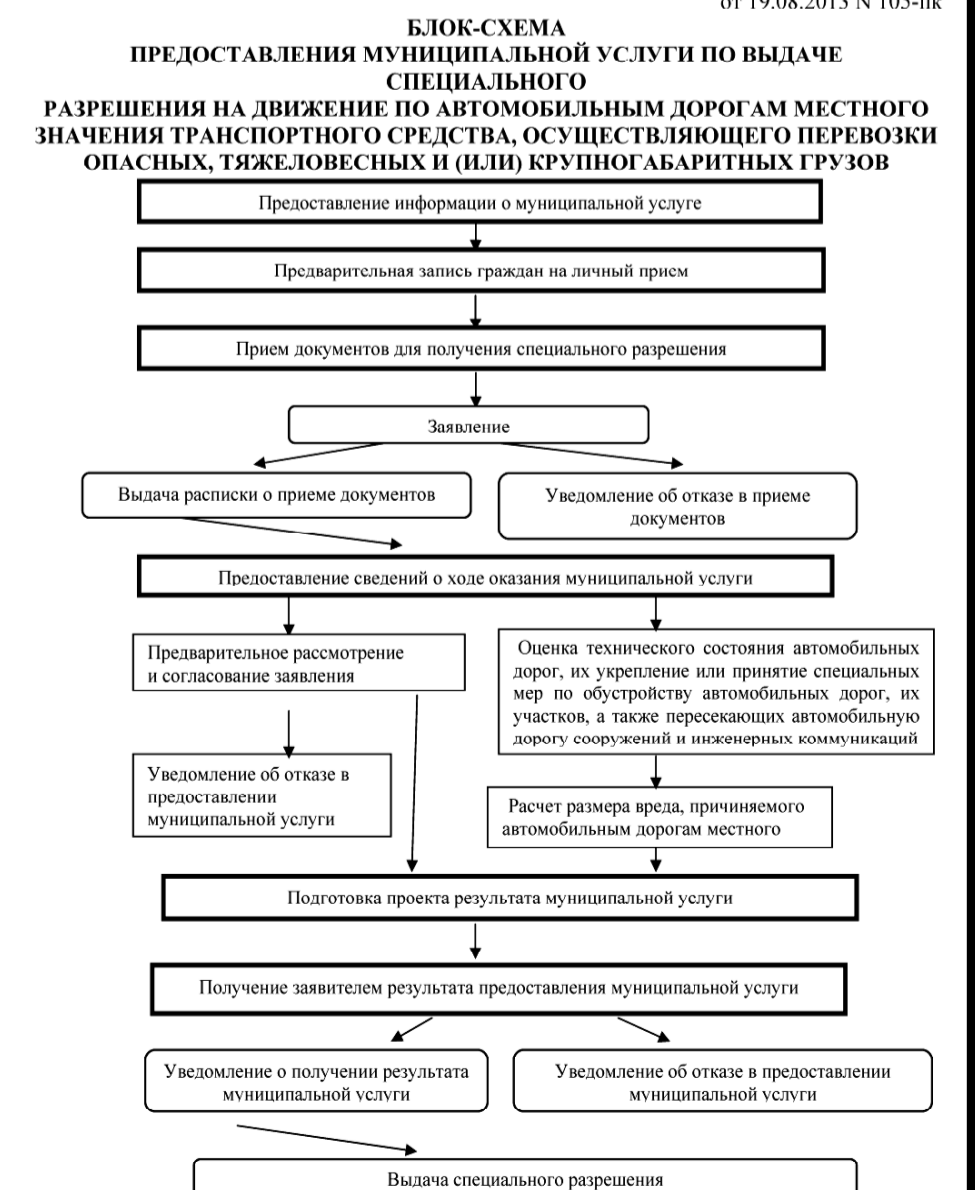 от 19.08.2013 N 105-пк
БЛОК-СХЕМА
ПРЕДОСТАВЛЕНИЯ МУНИЦИПАЛЬНОЙ УСЛУГИ ПО ВЫДАЧЕ
СПЕЦИАЛЬНОГО
РАЗРЕШЕНИЯ НА ДВИЖЕНИЕ ПО АВТОМОБИЛЬНЫМ ДОРОГАМ МЕСТНОГО
ЗНАЧЕНИЯ ТРАНСПОРТНОГО СРЕДСТВА, ОСУЩЕСТВЛЯЮЩЕГО ПЕРЕВОЗКИ
ОПАСНЫХ, ТЯЖЕЛОВЕСНЫХ И (ИЛИ) КРУПНОГАБАРИТНЫХ ГРУЗОВ
Предоставление информации о муниципальной услуге
Предварительная запись граждан на личный прием
Прием документов для получения специального разрешения
Заявление
Выдача расписки о приеме документов
Уведомление об отказе в приеме
документов
Предоставление сведений о ходе оказания муниципальной услуги
Предварительное рассмотрение
и согласование заявления
Оценка технического состояния автомобильных
дорог, их укрепление или принятие специальных
мер по обустройству автомобильных дорог, их
участков, а также пересекающих автомобильную
дорогу сооружений и инженерных коммуникаций
Уведомление об отказе в
предоставлении
муниципальной услуги
Расчет размера вреда, причиняемого
автомобильным дорогам местного
Подготовка проекта результата муниципальной услуги
Получение заявителем результата предоставления муниципальной услуги
Уведомление о получении результата
муниципальной услуги
Уведомление об отказе в предоставлении
муниципальной услуги
Выдача специального разрешения